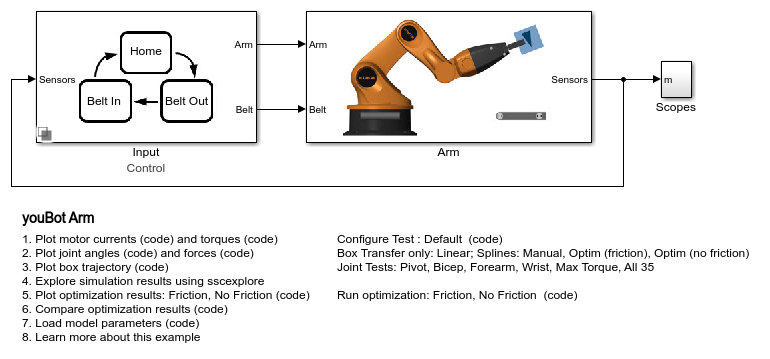 Home
Belt In
Belt Out
Sensors
Arm
Belt
Input
Control
Arm
Belt
Sensors
Arm
m
Scopes
youBot Arm
1. Plot motor currents (code) and torques (code)
2. Plot joint angles (code) and forces (code)
3. Plot box trajectory (code)
4. Explore simulation results using sscexplore
5. Plot optimization results: Friction, No Friction (code)
6. Compare optimization results (code)
7. Load model parameters (code)
8. Learn more about this example
Configure Test : Default (code)
Box Transfer only: Linear; Splines: Manual, Optim (friction), Optim (no friction)
Joint Tests: Pivot, Bicep, Forearm, Wrist, Max Torque, All 35
Run optimization: Friction, No Friction (code)